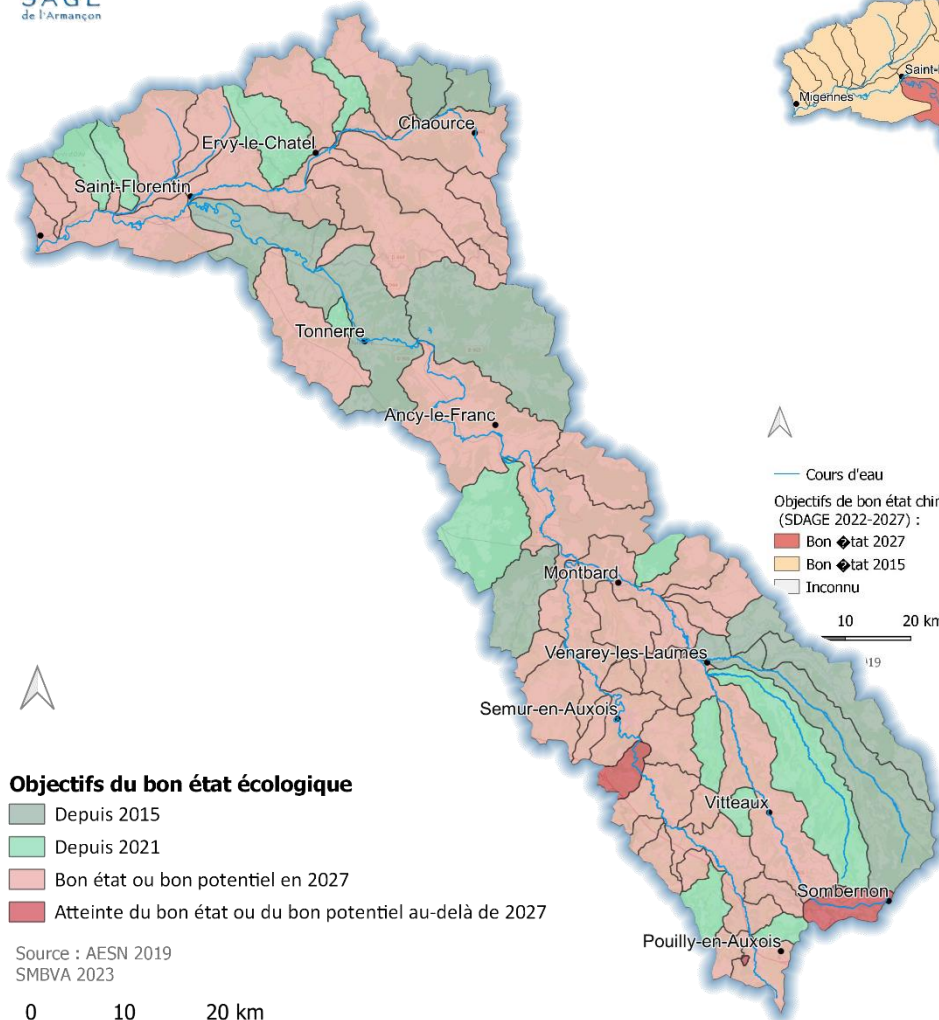 SAGE
de l'Armançon
Chaource
Ervy-le-Chatel
Saint-Florentin
Migennes
Tonnerre
Ancy-le-Franc
Montbard
Venarey-les-Laumes
Semur-en-Auxois
Vitteaux
Sombernon
Pouilly-en-Auxois
Cours d'eau
Objectifs de bon état chim
(SDAGE 2022-2027) :
Bon �tat 2027
Bon �tat 2015
Inconnu
10 20 km
Objectifs du bon état écologique
Depuis 2015
Depuis 2021
Bon état ou bon potentiel en 2027
Atteinte du bon état ou du bon potentiel au-delà de 2027
Source : AESN 2019
SMBVA 2023
0 10 20 km